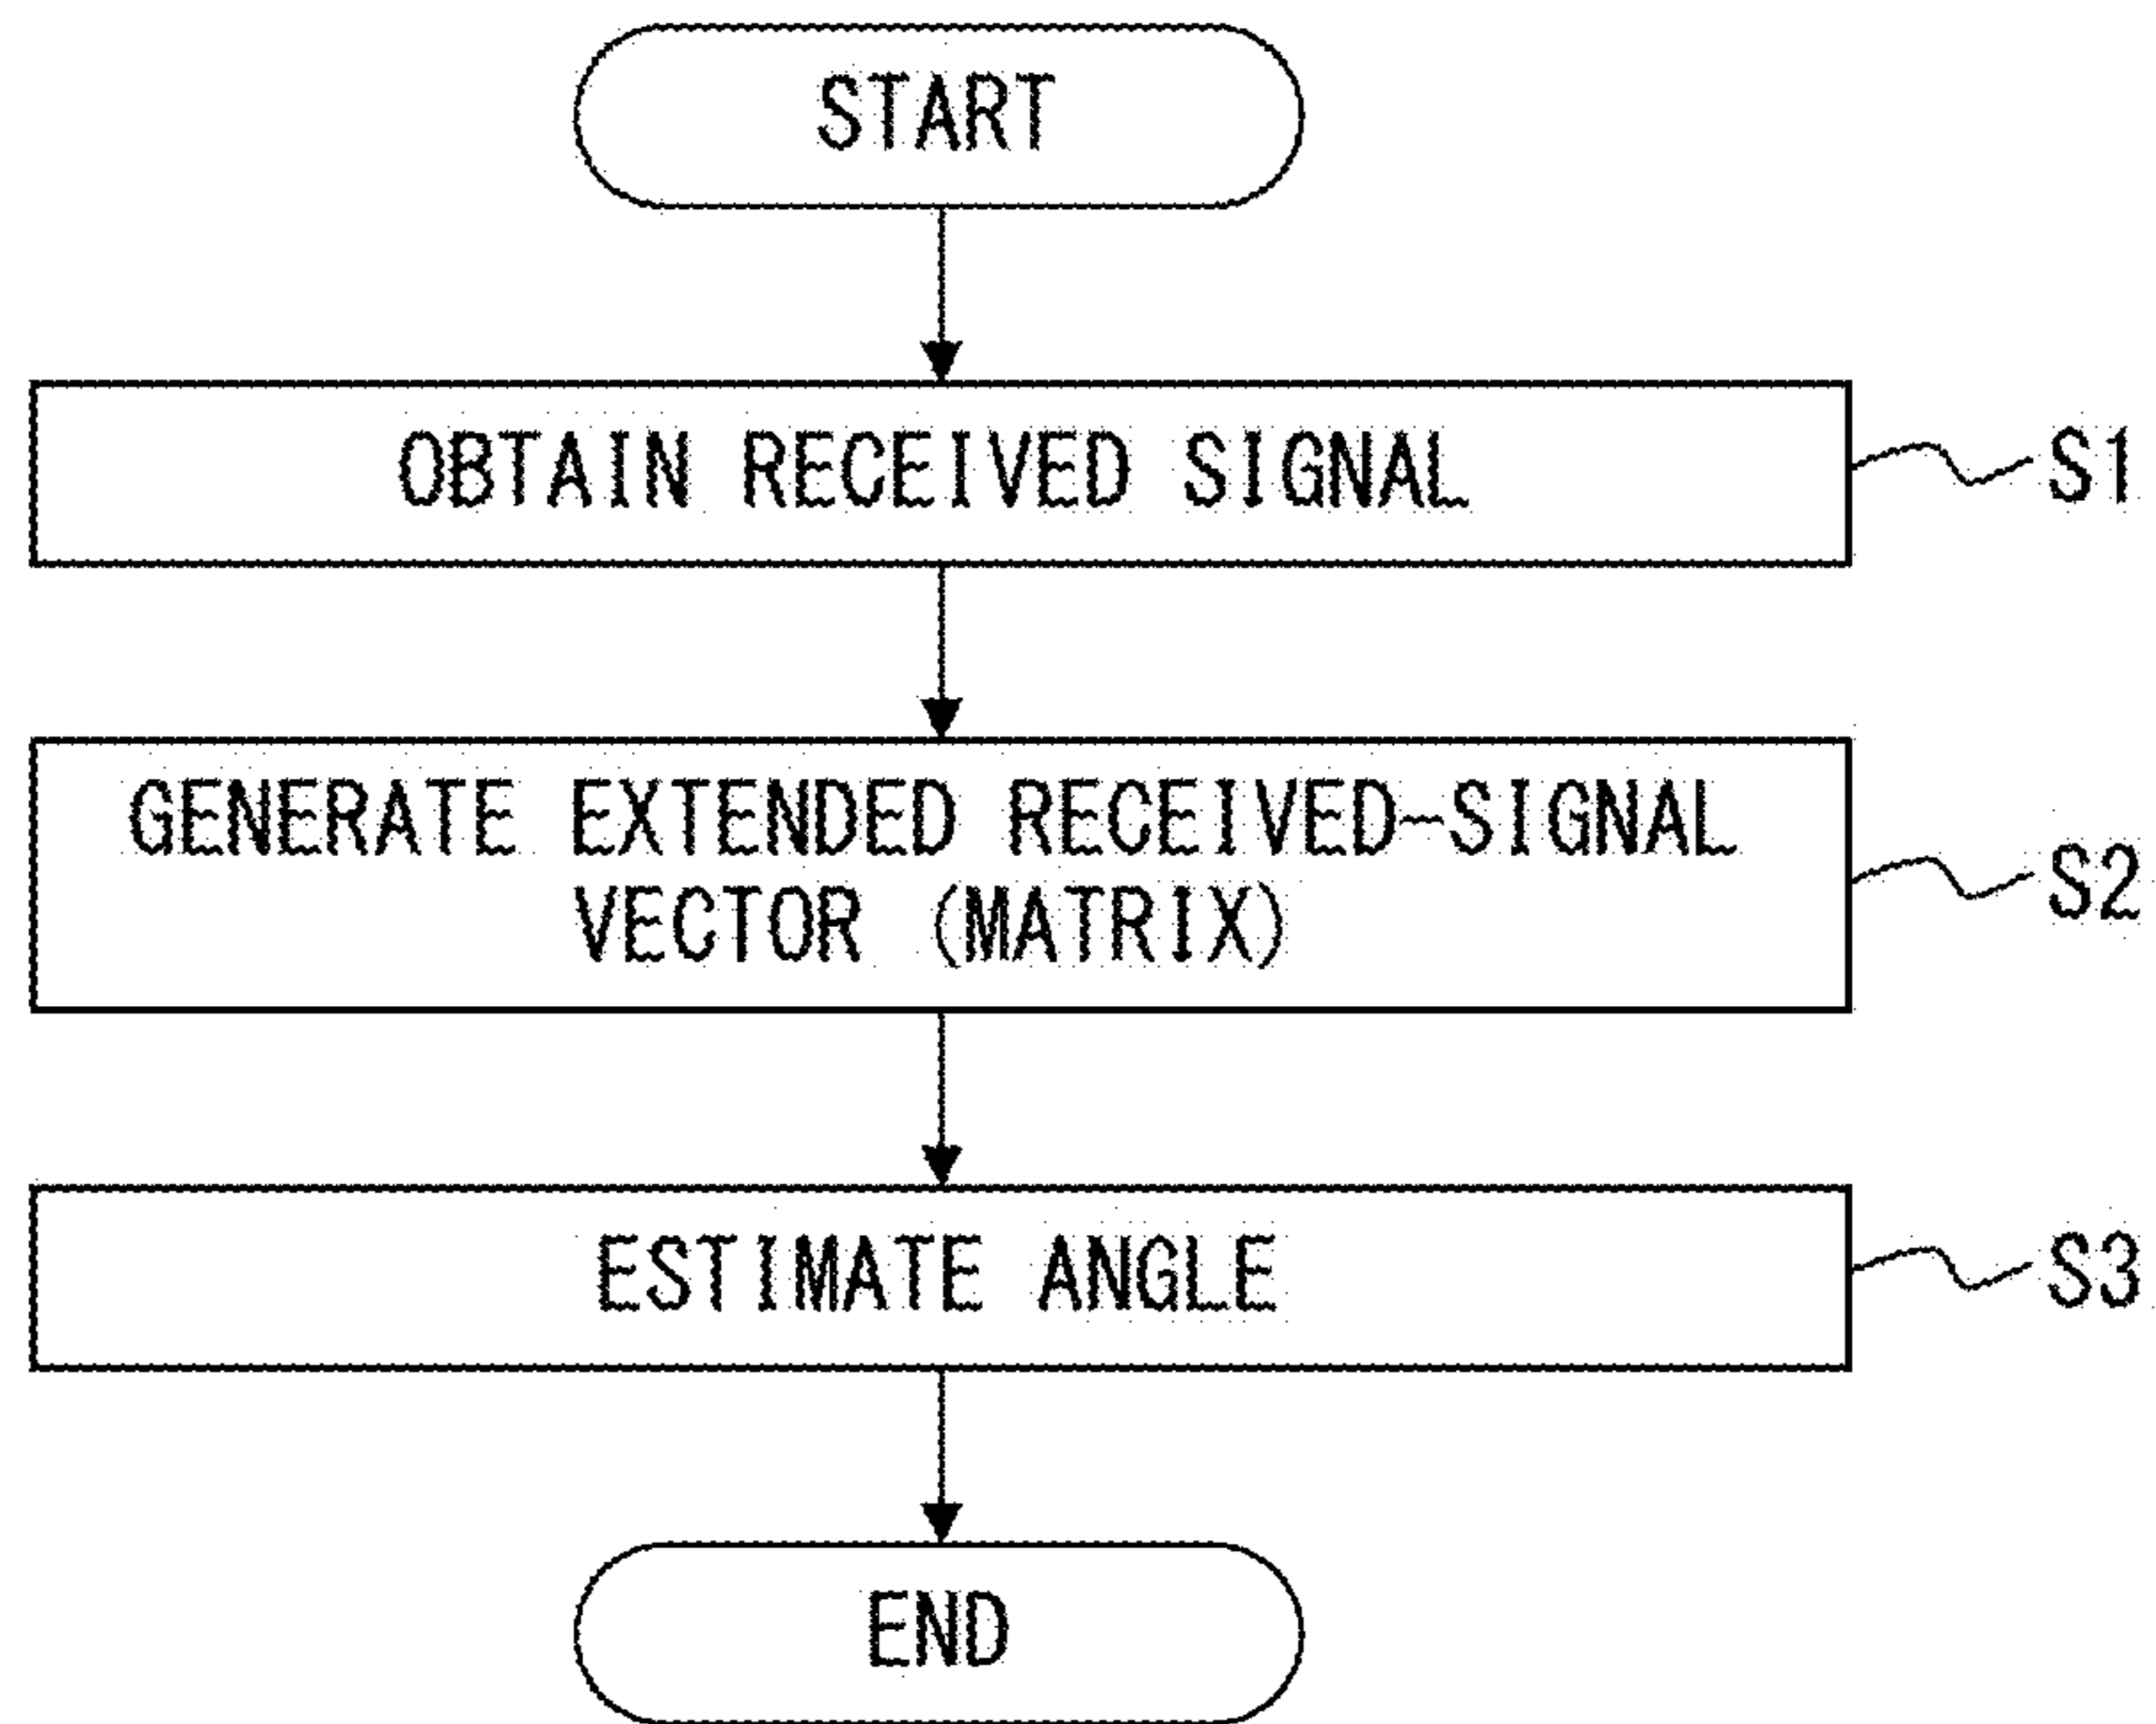 START
OBTAIN RECEIVED SIGNAL
S1
GENERATE EXTENDED RECEIVED-SIGNAL
VECTOR (MATRIX)
S2
ESTIMATE ANGLE
S3
END